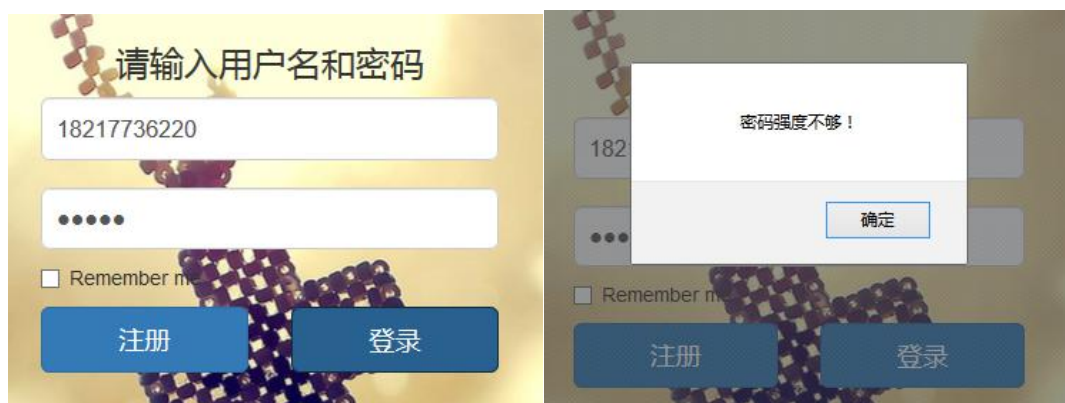 请输入用户名和密码
18217736220
•••••
Remember me
注册
登录
密码强度不够！
确定
182
•••
Remember m
注册
登录